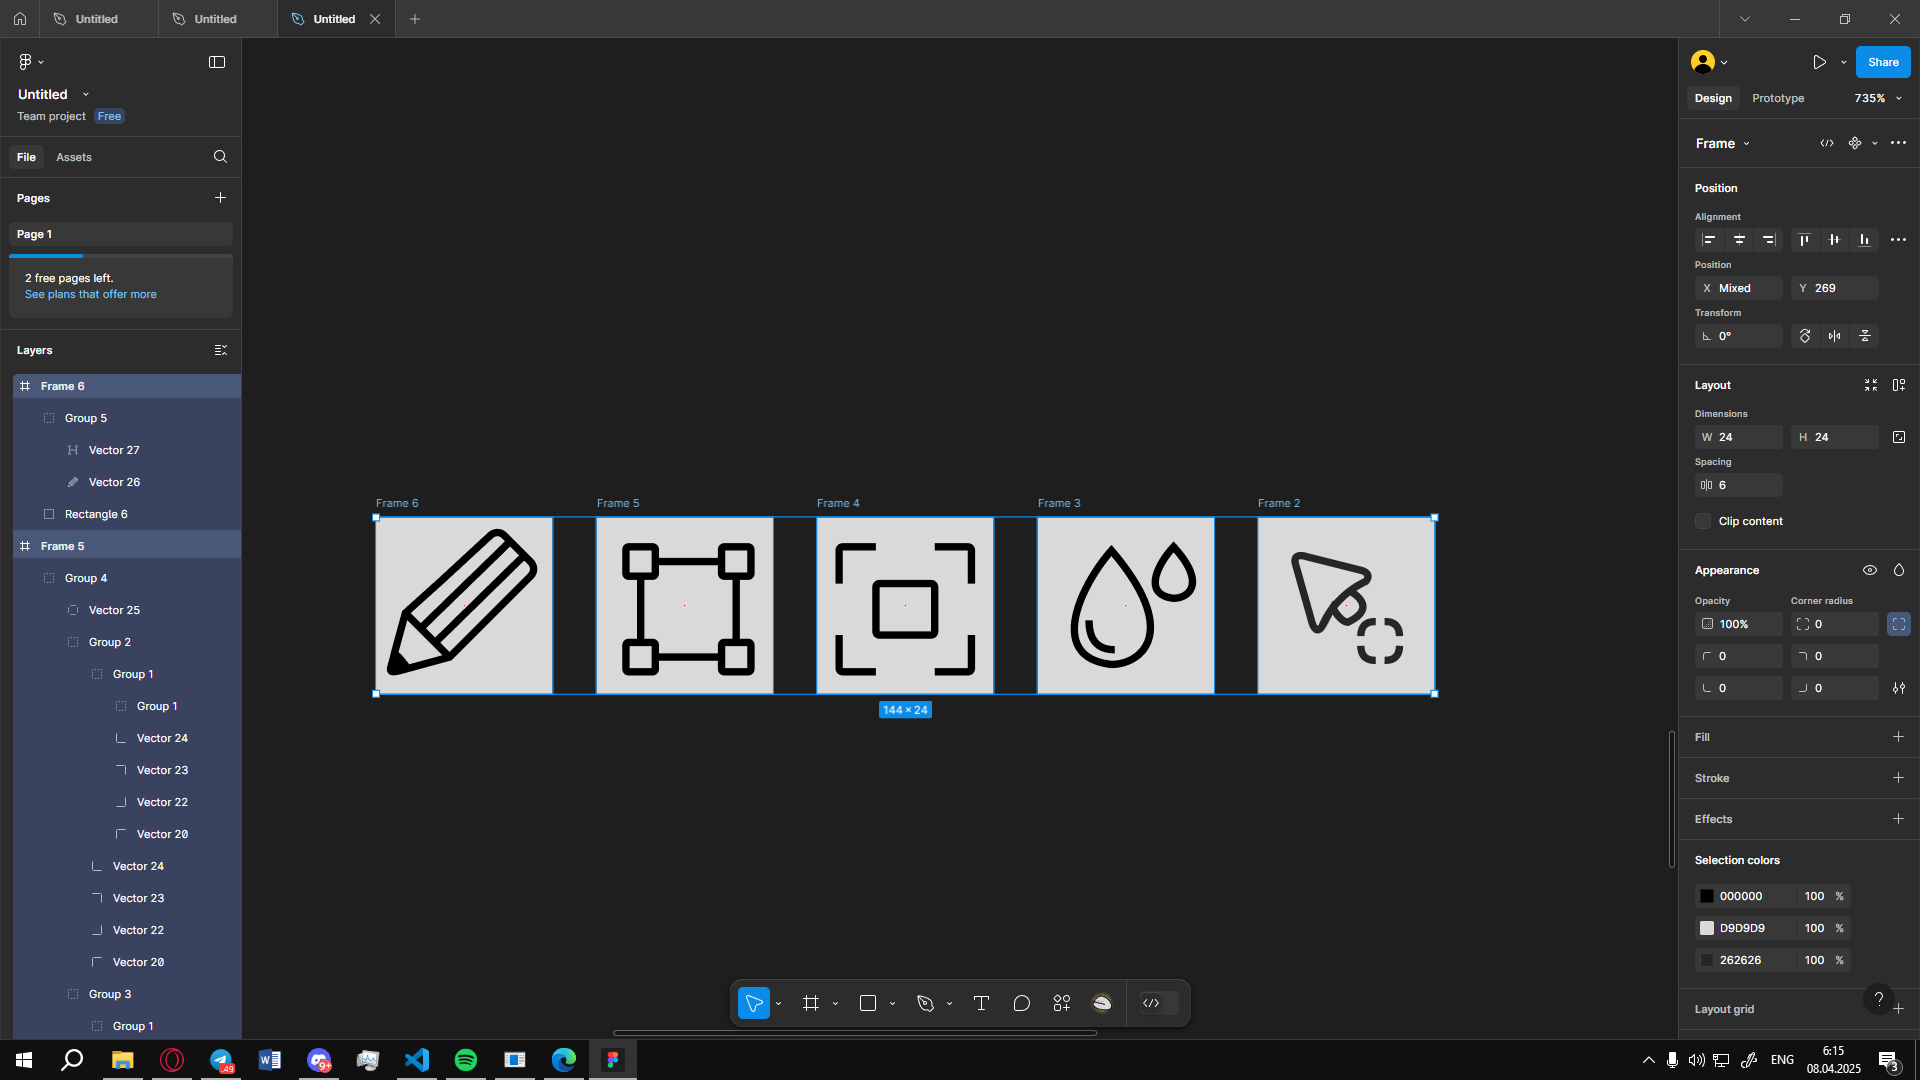 Untitled
Untitled
Untitled
Untitled
Team project Free
File Assets
Pages
Page 1
2 free pages left.
See plans that offer more
Layers
Frame 6
Group 5
Vector 27
Vector 26
Rectangle 6
Frame 5
Group 4
Vector 25
Group 2
Group 1
Group 1
Vector 24
Vector 23
Vector 22
Vector 20
Vector 24
Vector 23
Vector 22
Vector 20
Group 3
Group 1
Frame 6 Frame 5 Frame 4 Frame 3 Frame 2
144 × 24
Share
Design Prototype 735%
Frame
Position
Alignment
Position
X Mixed Y 269
Transform
0°
Layout
Dimensions
W 24 H 24
Spacing
6
Clip content
Appearance
Opacity Corner radius
100% 0
0 0
0 0
Fill
Stroke
Effects
Selection colors
000000 100 %
D9D9D9 100 %
262626 100 %
Layout grid
?
49
9+
ENG
6:15
08.04.2025
3